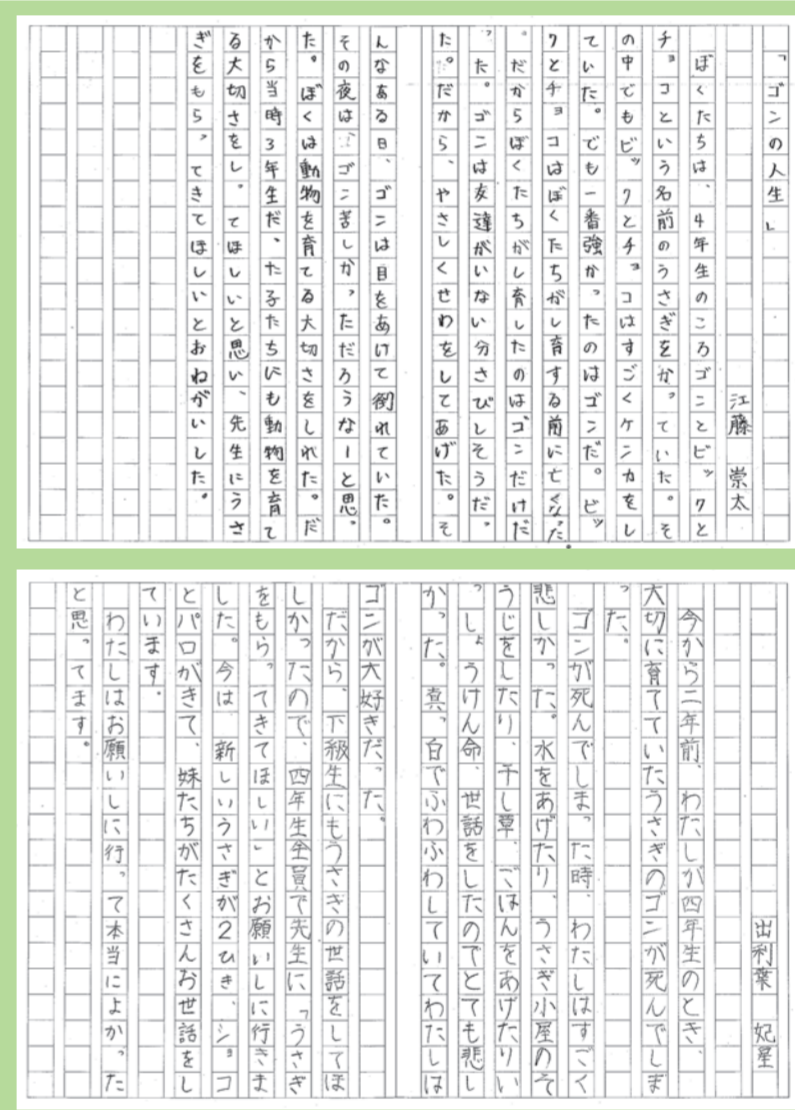 「ゴンの人生」
江藤 崇太
ぼくたちは、4年生のころゴンとビックと
チョコという名前のうさぎをかっていた。そ
の中でもビックとチョコはすごくケンカをし
ていた。でも一番強かったのはゴンだ。ビッ
クとチョコはぼくたちがし育する前に亡くなった
。だからぼくたちがし育したのはゴンだけだ
った。ゴンは友達がいない分さびしそうだっ
た。だから、やさしくせわをしてあげた。そ
んなある日、ゴンは目をあけて倒れていた。
その夜は、ゴン苦しかっただろうなーと思っ
た。ぼくは動物を育てる大切さをしれた。だ
から当時3年生だった子たちにも動物を育て
る大切さをしってほしいと思い、先生にうさ
ぎをもらってきてほしいとおねがいした。
出利葉 妃星
今から二年前、わたしが四年生のとき、
大切に育てていたうさぎのゴンが死んでしま
った。
ゴンが死んでしまった時、わたしはすごく
悲しかった。水をあげたり、うさぎ小屋のそ
うじをしたり、干し草、ごはんをあげたりい
っしょうけん命、世話をしたのでとても悲し
かった。真っ白でふわふわしていてわたしは
ゴンが大好きだった。
だから、下級生にもうさぎの世話をしてほ
しかったので、四年生全員で先生に、「うさぎ
をもらってきてほしい」とお願いしに行きま
した。今は、新しいうさぎが2ひき、ショコ
とパロがきて、妹たちがたくさんお世話をし
ています。
わたしはお願いしに行って本当によかった
と思ってます。